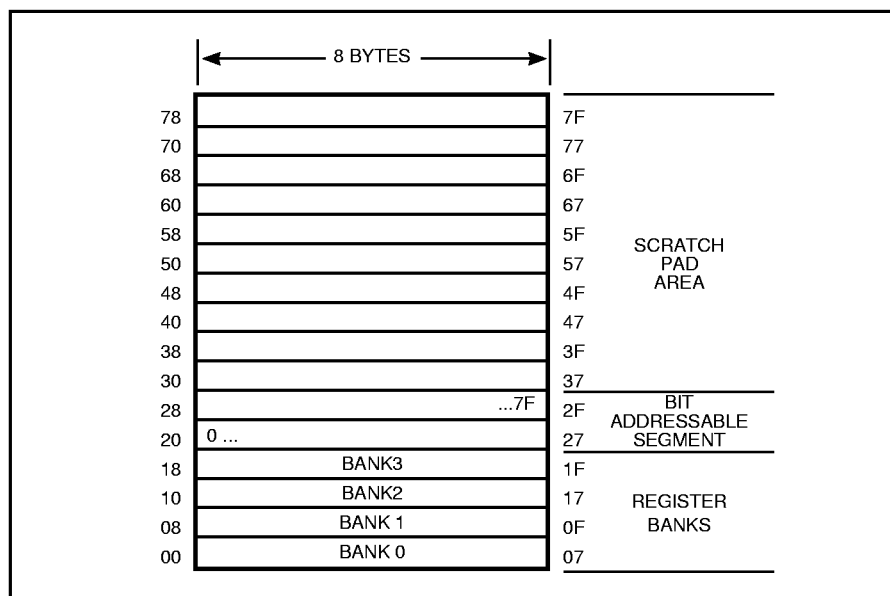 8 BYTES
78 7F
70 77
68 6F
60 67
58 5F
50 57
48 4F
40 47
38 3F
30 37
SCRATCH
PAD
AREA
28 ...7F 2F
20 0 ... 27
BIT
ADDRESSABLE
SEGMENT
18 BANK3 1F
10 BANK2 17
08 BANK 1 0F
00 BANK 0 07
REGISTER
BANKS